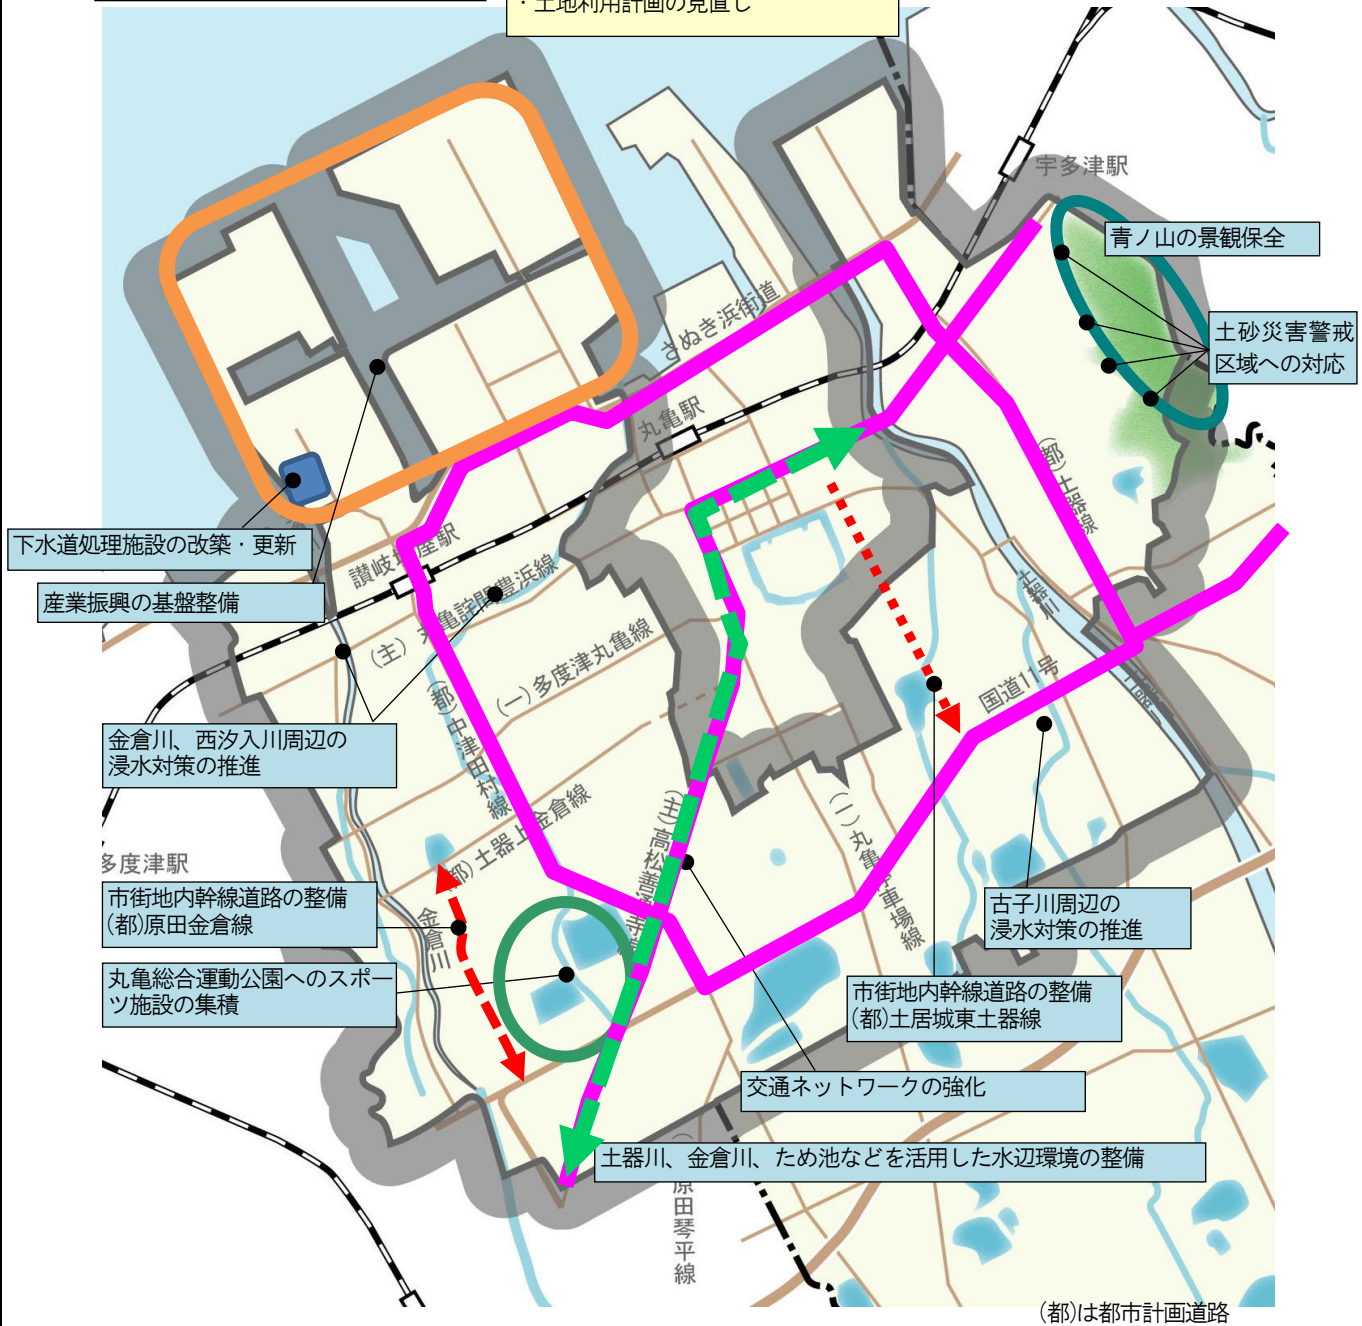 ・土地利用計画の見直し
宇多津駅
青ノ山の景観保全
土砂災害警戒
区域への対応
さぬき浜街道
丸亀駅
(都)土器線
下水道処理施設の改築・更新
讃岐塩屋駅
産業振興の基盤整備
(主)丸亀詫間豊浜線
土器川
(一)多度津丸亀線
国道11号
(都)中津田村線
金倉川、西汐入川周辺の
浸水対策の推進
(都)土器上金倉線
(主)高松善通寺線
(一)丸亀停車場線
多度津駅
市街地内幹線道路の整備
(都)原田金倉線
金倉川
古子川周辺の
浸水対策の推進
丸亀総合運動公園へのスポー
ツ施設の集積
市街地内幹線道路の整備
(都)土居城東土器線
交通ネットワークの強化
土器川、金倉川、ため池などを活用した水辺環境の整備
原田琴平線
(都)は都市計画道路